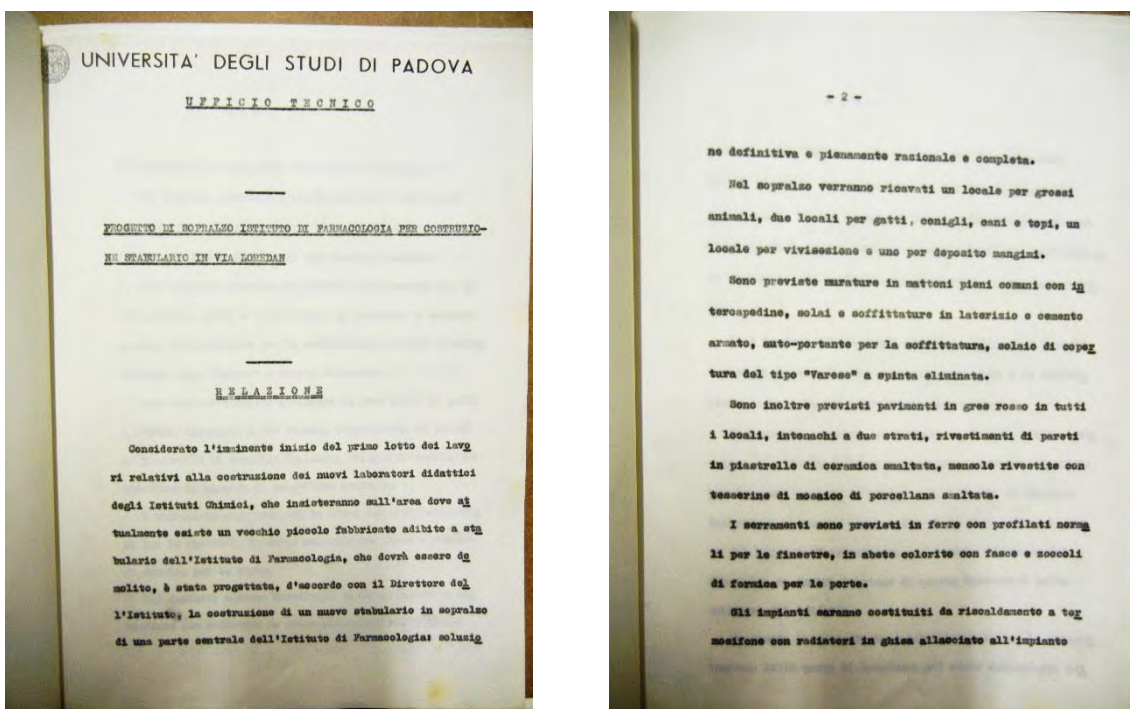 UNIVERSITA' DEGLI STUDI DI PADOVA
UFFICIO TECNICO
PROGETTO DI SOPRALZO ISTITUTO DI FARMACOLOGIA PER COSTRUZIO-
NE STABULARIO IN VIA LOREDAN
RELAZIONE
Considerato l'imminente inizio del primo lotto dei lavo
ri relativi alla costruzione dei nuovi laboratori didattici
degli Istituti Chimici, che insisteranno sull'area dove at
tualmente esiste un vecchio piccolo fabbricato adibito a sta
bulario dell'Istituto di Farmacologia, che dovrà essere de
molito, è stata progettata, d'accordo con il Direttore del
l'Istituto, la costruzione di un nuovo stabulario in sopralzo
di una parte centrale dell'Istituto di Farmacologia: soluzio
- 2 -
ne definitiva e pienamente razionale e completa.
Nel sopralzo verranno ricavati un locale per grossi
animali, due locali per gatti, conigli, cani e topi, un
locale per vivisezione e uno per deposito mangimi.
Sono previste murature in mattoni pieni comuni con in
tercapedine, solai e soffittature in laterizio e cemento
armato, auto-portante per la soffittatura, solaio di coper
tura del tipo "Varese" a spinta eliminata.
Sono inoltre previsti pavimenti in gres rosso in tutti
i locali, intonachi a due strati, rivestimenti di pareti
in piastrelle di ceramica smaltata, mensole rivestite con
tesserine di mosaico di porcellana smaltata.
I serramenti sono previsti in ferro con profilati norma
li per le finestre, in abete colorito con fasce e zoccoli
di formica per le porte.
Gli impianti saranno costituiti da riscaldamento a ter
mosifone con radiatori in ghisa allacciato all'impianto